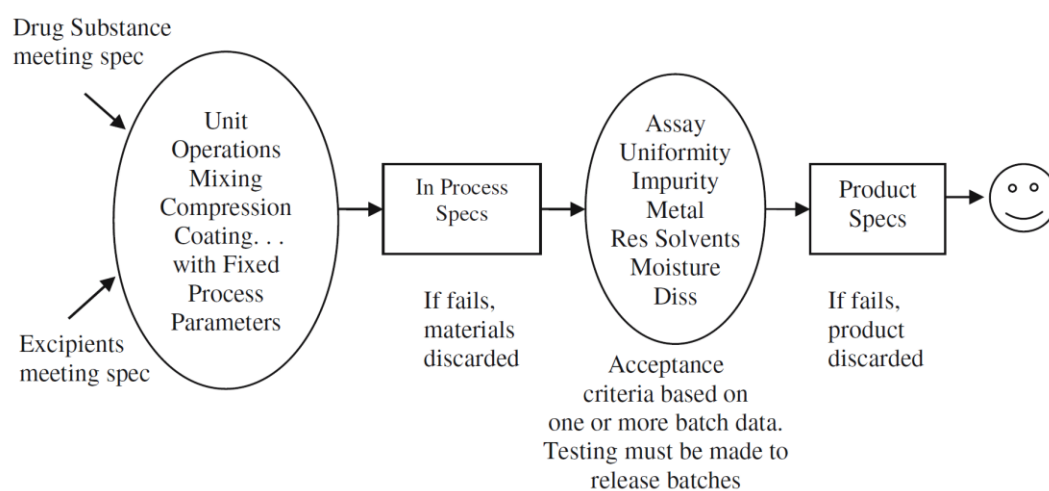 Drug Substance
meeting spec
Excipients
meeting spec
Unit
Operations
Mixing
Compression
Coating. . .
with Fixed
Process
Parameters
In Process
Specs
If fails,
materials
discarded
Assay
Uniformity
Impurity
Metal
Res Solvents
Moisture
Diss
Acceptance
criteria based on
one or more batch data.
Testing must be made to
release batches
Product
Specs
If fails,
product
discarded